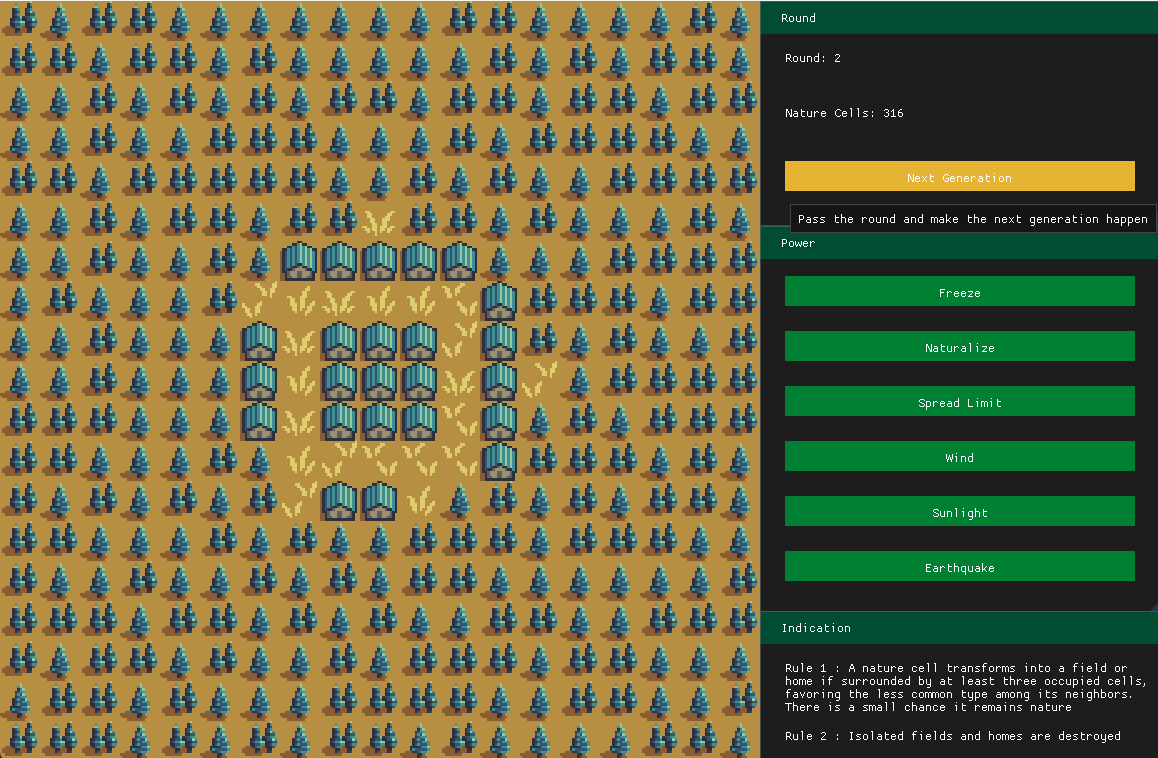 Round
Round: 2
Nature Cells: 316
Next Generation
Pass the round and make the next generation happen
Power
Freeze
Naturalize
Spread Limit
Wind
Sunlight
Earthquake
Indication
Rule 1 : A nature cell transforms into a field or
home if surrounded by at least three occupied cells,
favoring the less common type among its neighbors.
There is a small chance it remains nature
Rule 2 : Isolated fields and homes are destroyed